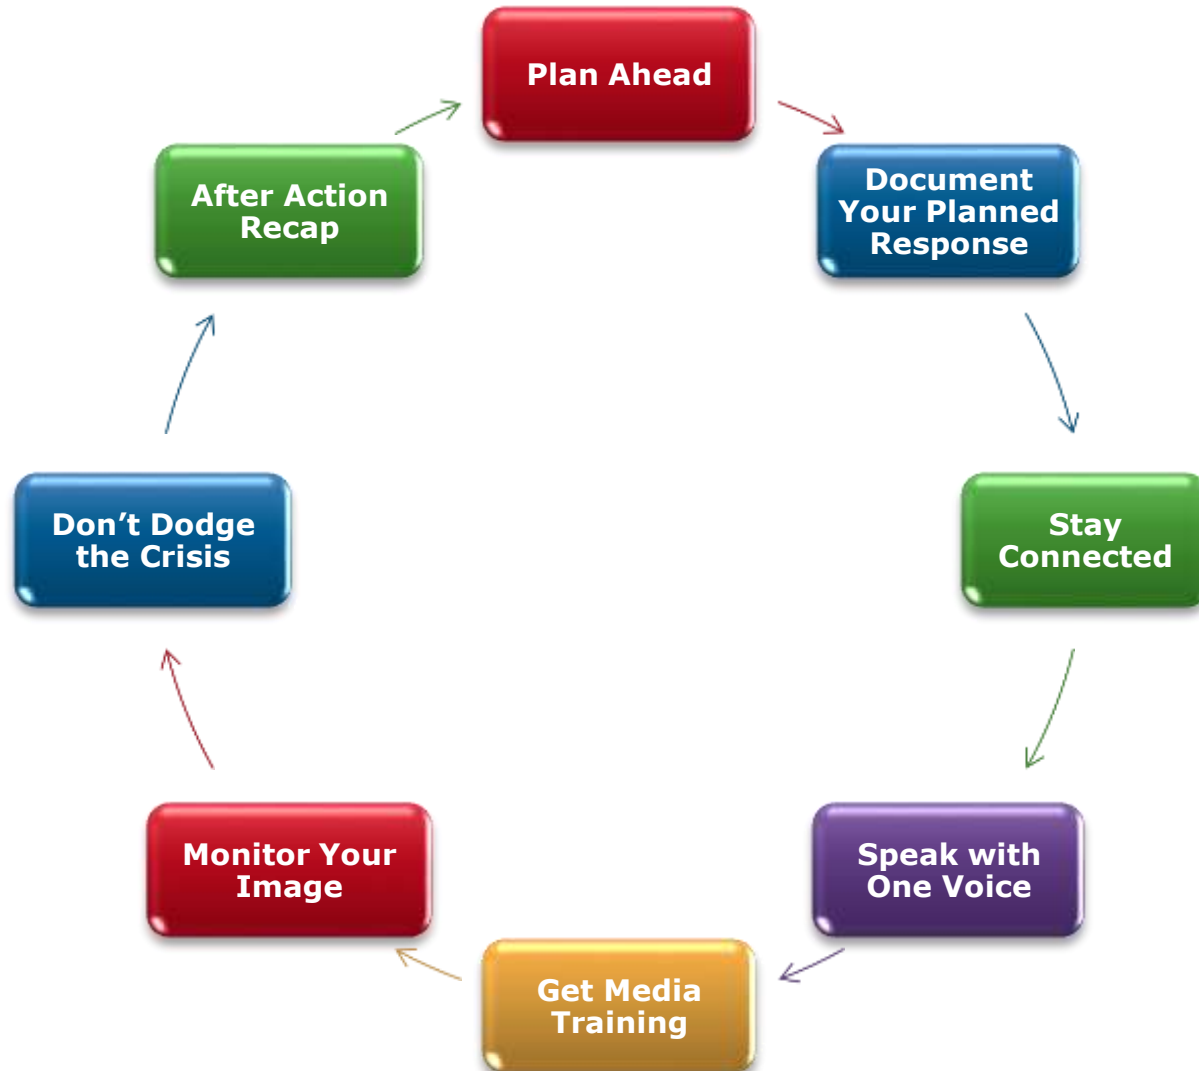 Plan Ahead
Document
Your Planned
Response
Stay
Connected
Speak with
One Voice
Get Media
Training
Monitor Your
Image
Don’t Dodge
the Crisis
After Action
Recap